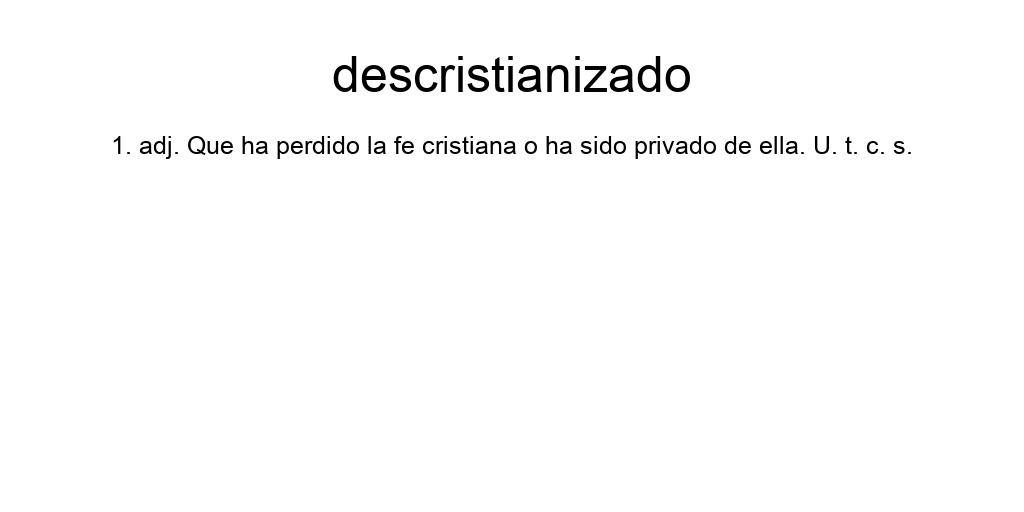 descristianizado
1. adj. Que ha perdido la fe cristiana o ha sido privado de ella. U. t. c. s.